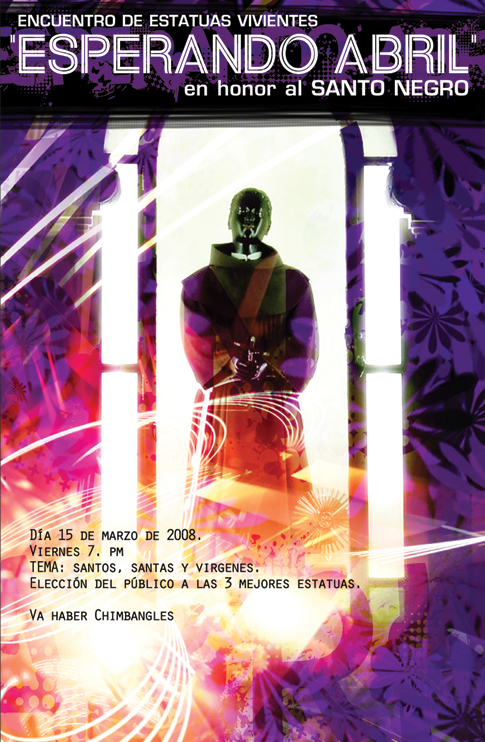 ENCUENTRO DE ESTATUAS VIVIENTES
"ESPERANDO ABRIL"
en honor al SANTO NEGRO
DÍA 15 DE MARZO DE 2008.
VIERNES 7. PM
TEMA: SANTOS, SANTAS Y VIRGENES.
ELECCIÓN DEL PÚBLICO A LAS 3 MEJORES ESTATUAS.
VA HABER CHIMBANGLES